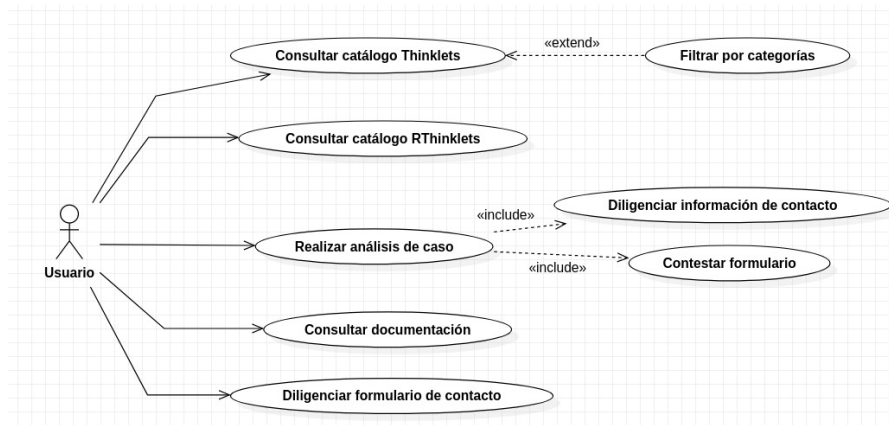 Consultar catálogo Thinklets
«extend»
Filtrar por categorías
Consultar catálogo RThinklets
Diligenciar información de contacto
«include»
Realizar análisis de caso
Contestar formulario
«include»
Usuario
Consultar documentación
Diligenciar formulario de contacto